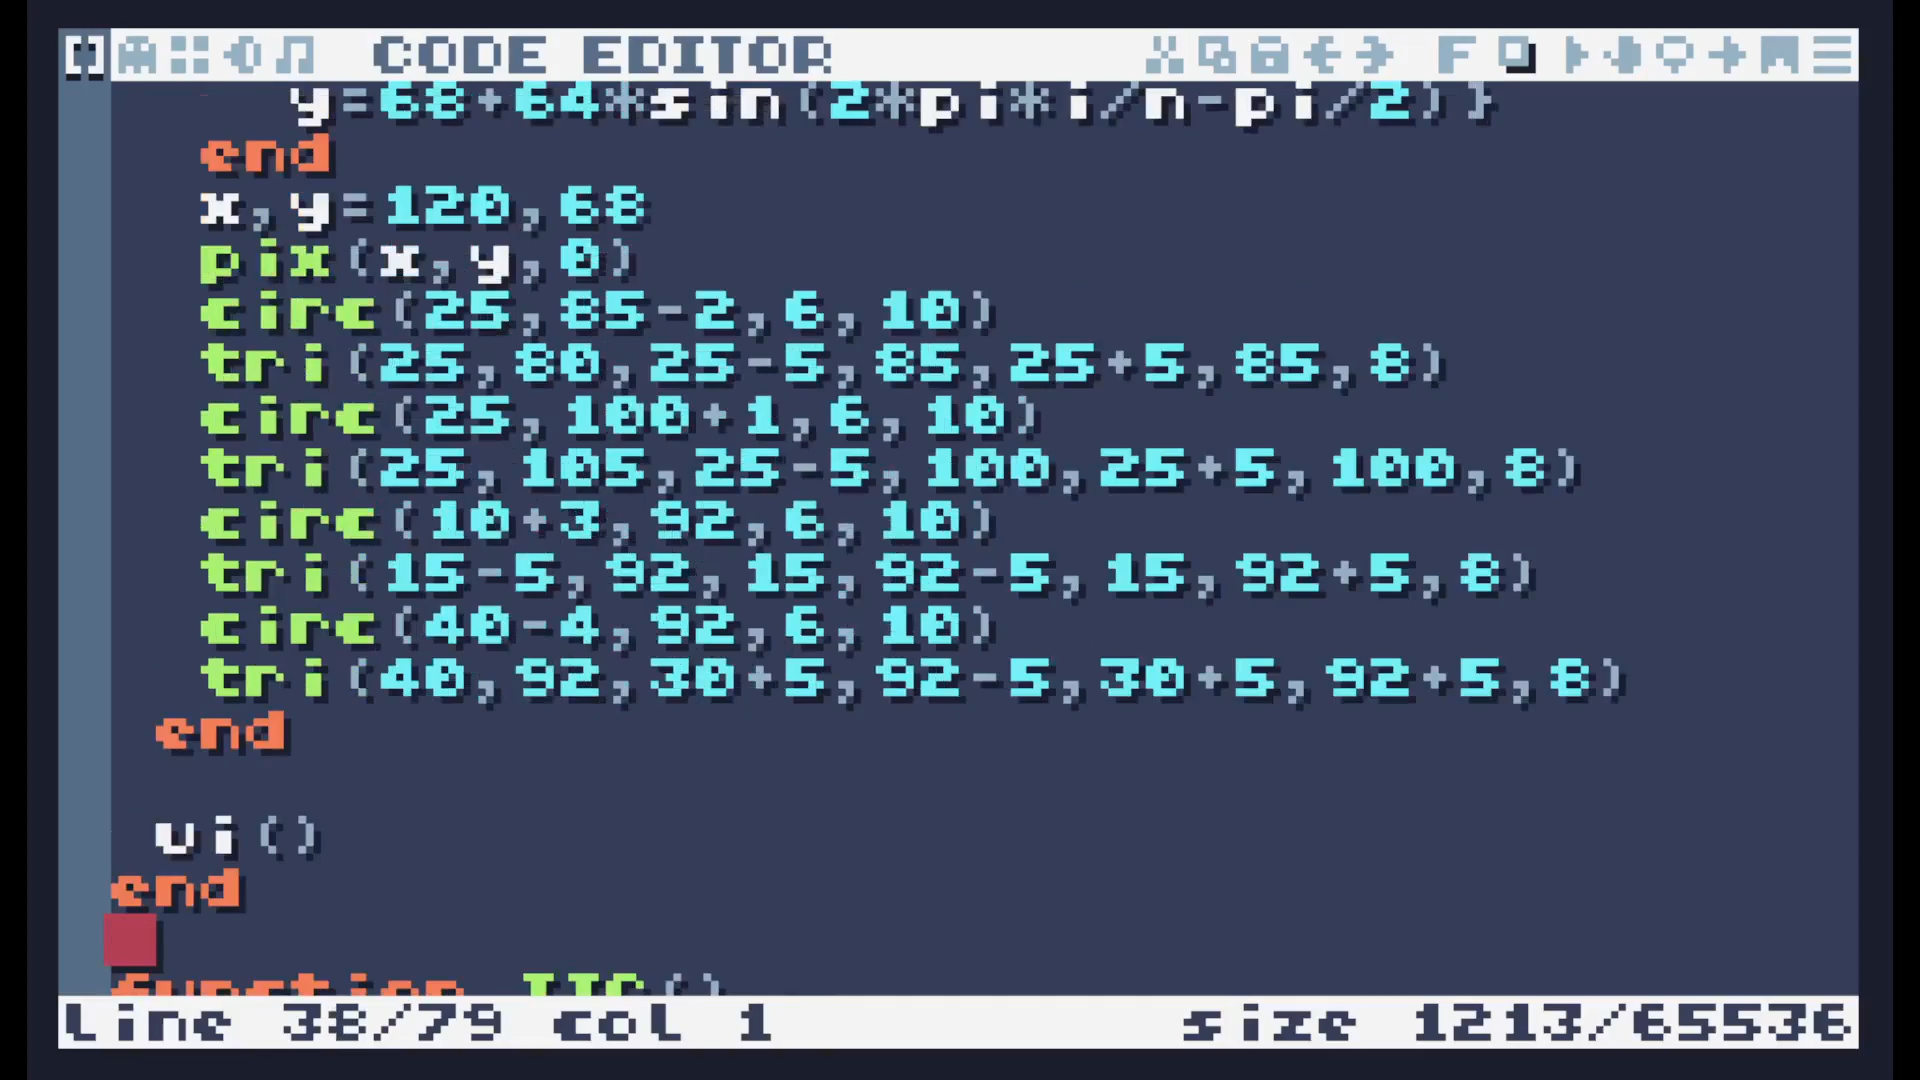 CODE EDITOR
F
y=68+64*sin(2*pi*i/n-pi/2)}
end
x,y=120,68
pix(x,y,0)
circ(25,85-2,6,10)
tri(25,80,25-5,85,25+5,85,8)
circ(25,100+1,6,10)
tri(25,105,25-5,100,25+5,100,8)
circ(10+3,92,6,10)
tri(15-5,92,15,92-5,15,92+5,8)
circ(40-4,92,6,10)
tri(40,92,30+5,92-5,30+5,92+5,8)
end
ui()
end
function TIC()
line 38/79 col 1
size 1213/65536